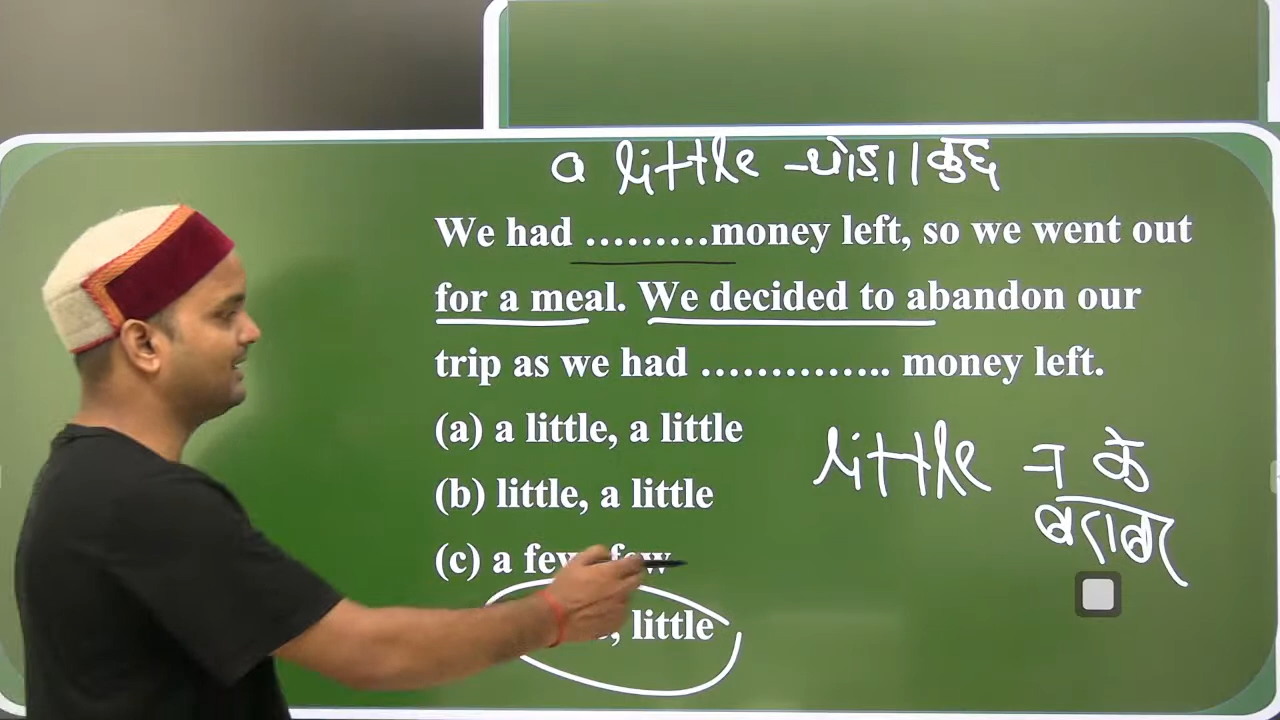 a little - थोड़ा / कुछ
We had ………money left, so we went out
for a meal. We decided to abandon our
trip as we had ………….. money left.
(a) a little, a little
(b) little, a little
little - न के
बराबर
(c) a few, few
little